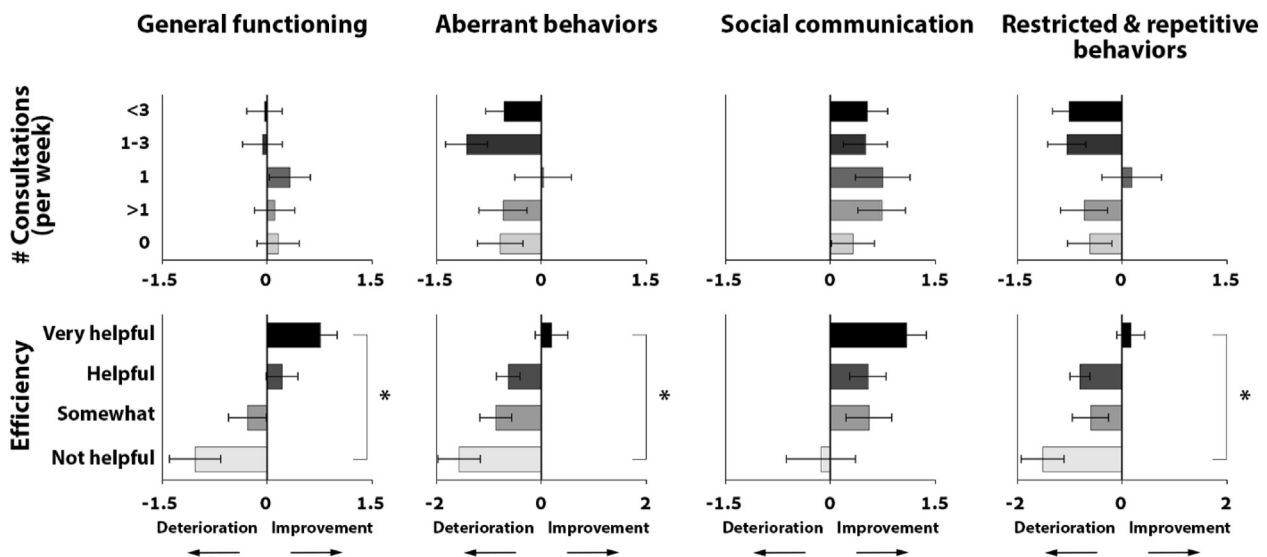 General functioning
Aberrant behaviors
Social communication
Restricted & repetitive
behaviors
# Consultations
(per week)
<3
1-3
1
>1
0
-1.5 0 1.5
-1.5 0 1.5
-1.5 0 1.5
-1.5 0 1.5
Efficiency
Very helpful
Helpful
Somewhat
Not helpful
*
*
*
-1.5 0 1.5
-2 0 2
-1.5 0 1.5
-2 0 2
Deterioration Improvement
Deterioration Improvement
Deterioration Improvement
Deterioration Improvement